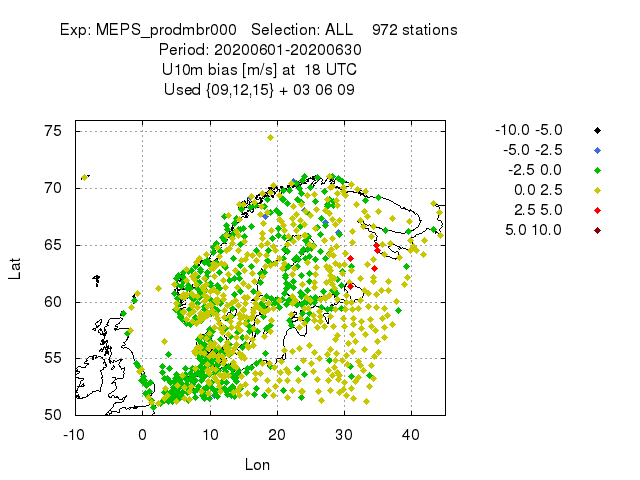 Exp: MEPS_prodmbr000 Selection: ALL 972 stations
Period: 20200601-20200630
U10m bias [m/s] at 18 UTC
Used {09,12,15} + 03 06 09
-10.0 -5.0
-5.0 -2.5
-2.5 0.0
0.0 2.5
2.5 5.0
5.0 10.0
75
70
65
60
55
50
Lat
-10 0 10 20 30 40
Lon